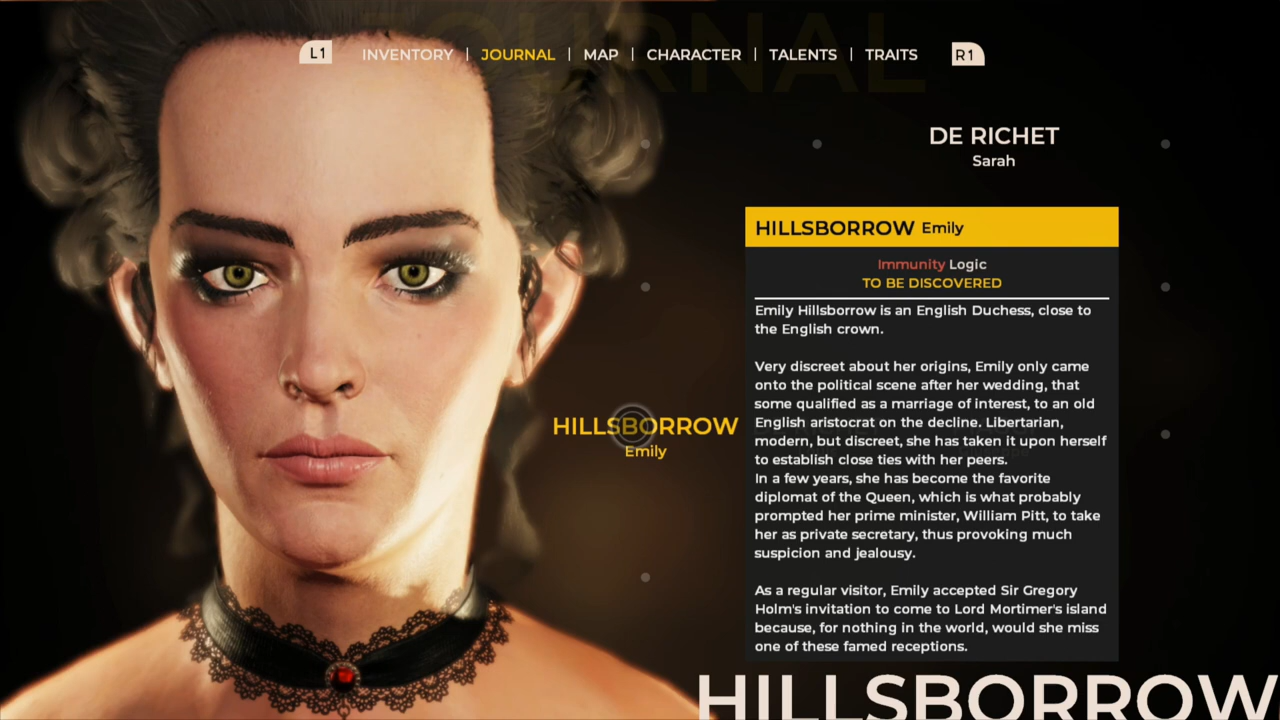 JOURNAL
L1 INVENTORY | JOURNAL | MAP | CHARACTER | TALENTS | TRAITS R1
DE RICHET
Sarah
HILLSBORROW
Emily
HILLSBORROW Emily
Immunity Logic
TO BE DISCOVERED
Emily Hillsborrow is an English Duchess, close to
the English crown.
Very discreet about her origins, Emily only came
onto the political scene after her wedding, that
some qualified as a marriage of interest, to an old
English aristocrat on the decline. Libertarian,
modern, but discreet, she has taken it upon herself
to establish close ties with her peers.
In a few years, she has become the favorite
diplomat of the Queen, which is what probably
prompted her prime minister, William Pitt, to take
her as private secretary, thus provoking much
suspicion and jealousy.
As a regular visitor, Emily accepted Sir Gregory
Holm's invitation to come to Lord Mortimer's island
because, for nothing in the world, would she miss
one of these famed receptions.
HILLSBORROW